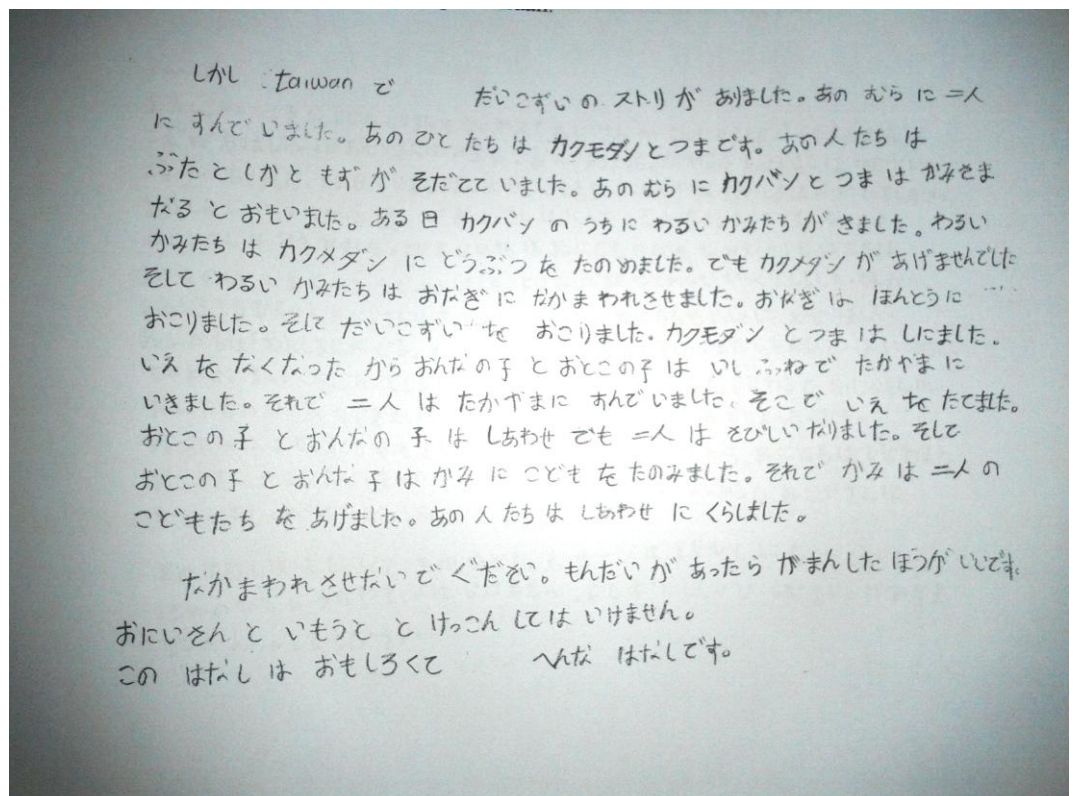 しかし taiwan で だいこずいの ストリが ありました。あの むらに 二人
に すんでいました。あのひとたちは カクモダンとつまです。あの人たちは
ぶたとしかともずが そだてていました。あのむらにカクバンとつまは かみさま
なるとおもいました。ある日 カクバンのうちに わるいかみたちがきました。わるい
かみたちは カクメダンに どうぶつを たのめました。でもカクメダンが あげませんでした
そして わるい かみたちは おなぎに なかまわれさせました。おなぎは ほんとうに
おこりました。そして だいこずいを おこりました。カクモダン とつまは しにました。
いえを なくなった からおんなの子とおとこの子は いしふねで たかやまに
いきました。それで 二人は たかやまに すんでいました、そこで いえを たてました。
おとこの子とおんなの子は しあわせ でも 二人は さびしいなりました。そして
おとこの子とおんな子は かみに こどもを たのみました。それで かみは 二人の
こどもたちを あげました。あの人たちは しあわせに くらしました。
なかまわれさせないでぐださい。もんだいが あったら がまんした ほうがいいです。
おにいさんと いもうとと けっこんしては いけません。
この はなしは おもしろくて へんな はなしです。